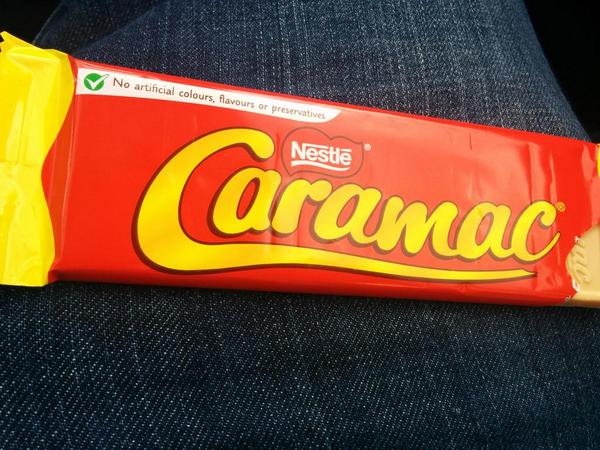 No artificial colours, flavours or preservatives
Nestlé ®
Caramac®